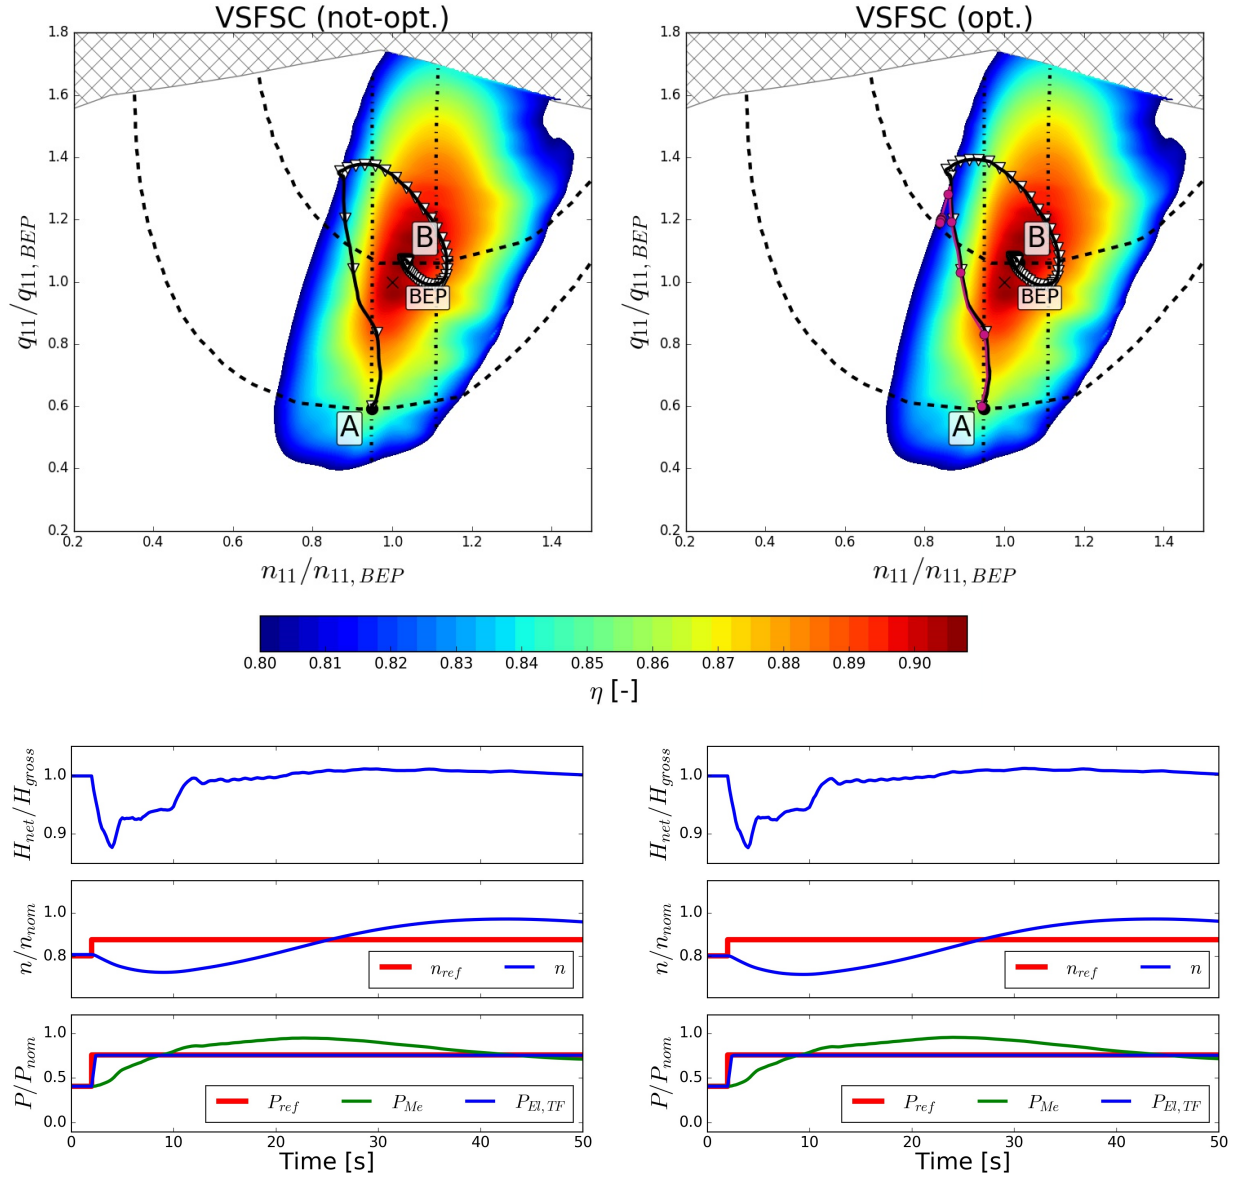 VSFSC (not-opt.)
VSFSC (opt.)
1.8
1.6
1.4
1.2
1.0
0.8
0.6
0.4
0.2
q11/q11,BEP
B
BEP
A
0.2 0.4 0.6 0.8 1.0 1.2 1.4
n11/n11,BEP
1.8
1.6
1.4
1.2
1.0
0.8
0.6
0.4
0.2
q11/q11,BEP
B
BEP
A
0.2 0.4 0.6 0.8 1.0 1.2 1.4
n11/n11,BEP
0.80 0.81 0.82 0.83 0.84 0.85 0.86 0.87 0.88 0.89 0.90
η [-]
Hnet/Hgross
1.0
0.9
n/nnom
1.0
0.8
nref n
P/Pnom
1.0
0.5
0.0
Pref PMe PEl,TF
0 10 20 30 40 50
Time [s]
Hnet/Hgross
1.0
0.9
n/nnom
1.0
0.8
nref n
P/Pnom
1.0
0.5
0.0
Pref PMe PEl,TF
0 10 20 30 40 50
Time [s]